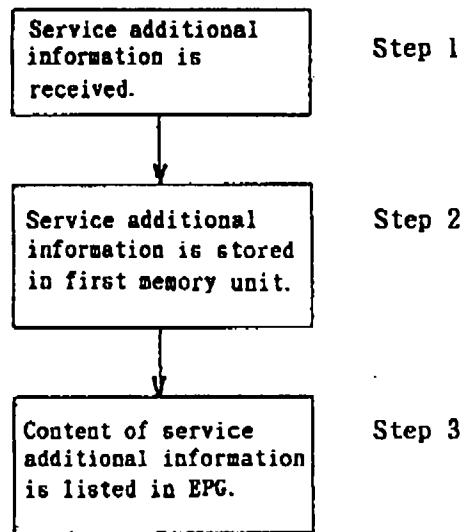 Service additional
information is
received.
Step 1
Service additional
information is stored
in first memory unit.
Step 2
Content of service
additional information
is listed in EPG.
Step 3